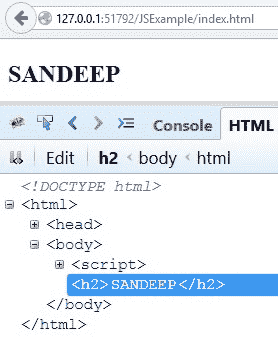 127.0.0.1:51792/JSExample/index.html
SANDEEP
Console HTML
Edit h2 < body < html
<!DOCTYPE html>
<html>
<head>
<body>
<script>
<h2>SANDEEP</h2>
</body>
</html>